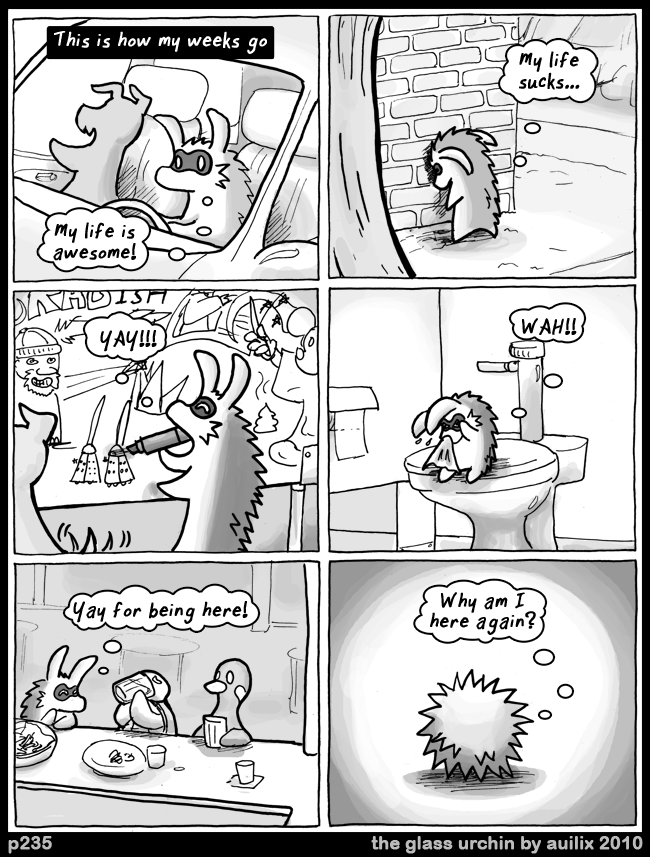 This is how my weeks go
My life is
awesome!
My life
sucks...
RADISH
YAY!!!
WAH!!
Yay for being here!
Why am I
here again?
p235
the glass urchin by auilix 2010